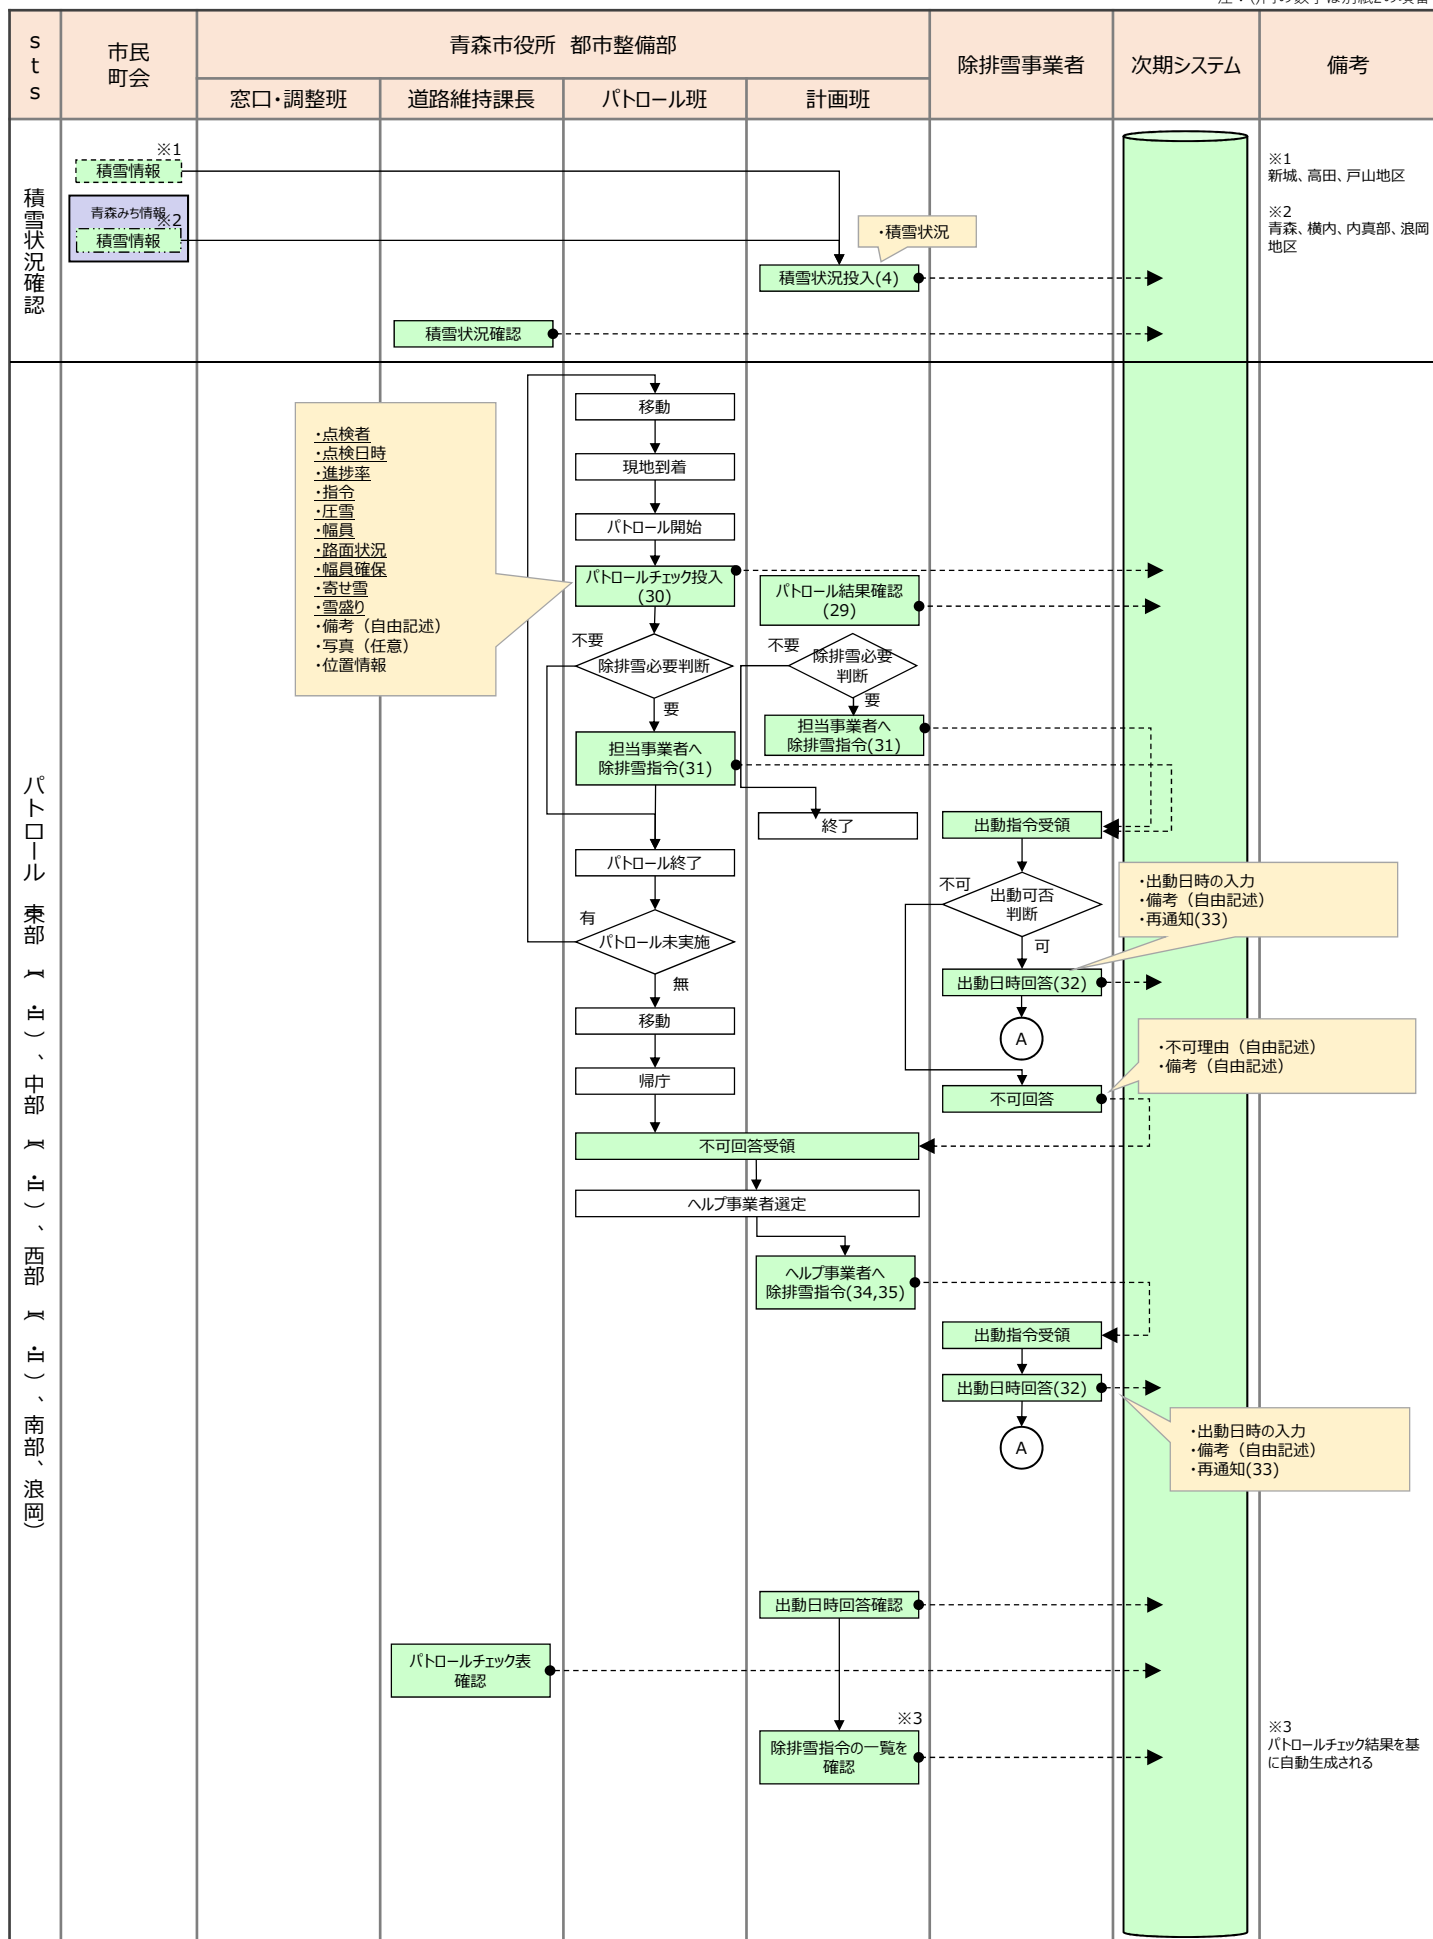 sts
市民
町会
青森市役所 都市整備部
窓口・調整班
道路維持課長
パトロール班
計画班
除排雪事業者
次期システム
備考
積雪状況確認
※1
積雪情報
青森みち情報
※2
積雪情報
・積雪状況
積雪状況投入(4)
積雪状況確認
※1
新城、高田、戸山地区
※2
青森、横内、内真部、浪岡
地区
パトロール 東部(Ⅰ・Ⅱ)、中部(Ⅰ・Ⅱ)、西部(Ⅰ・Ⅱ)、南部、浪岡)
移動
現地到着
パトロール開始
・点検者
・点検日時
・進捗率
・指令
・圧雪
・幅員
・路面状況
・幅員確保
・寄せ雪
・雪盛り
・備考(自由記述)
・写真(任意)
・位置情報
パトロールチェック投入
(30)
パトロール結果確認
(29)
不要
除排雪必要判断
要
不要
除排雪必要
判断
要
担当事業者へ
除排雪指令(31)
担当事業者へ
除排雪指令(31)
終了
出動指令受領
パトロール終了
不可
出動可否
判断
可
・出動日時の入力
・備考(自由記述)
・再通知(33)
有
パトロール未実施
無
出動日時回答(32)
A
移動
帰庁
・不可理由(自由記述)
・備考(自由記述)
不可回答
不可回答受領
ヘルプ事業者選定
ヘルプ事業者へ
除排雪指令(34,35)
出動指令受領
出動日時回答(32)
A
・出動日時の入力
・備考(自由記述)
・再通知(33)
出動日時回答確認
パトロールチェック表
確認
※3
除排雪指令の一覧を
確認
※3
パトロールチェック結果を基
に自動生成される